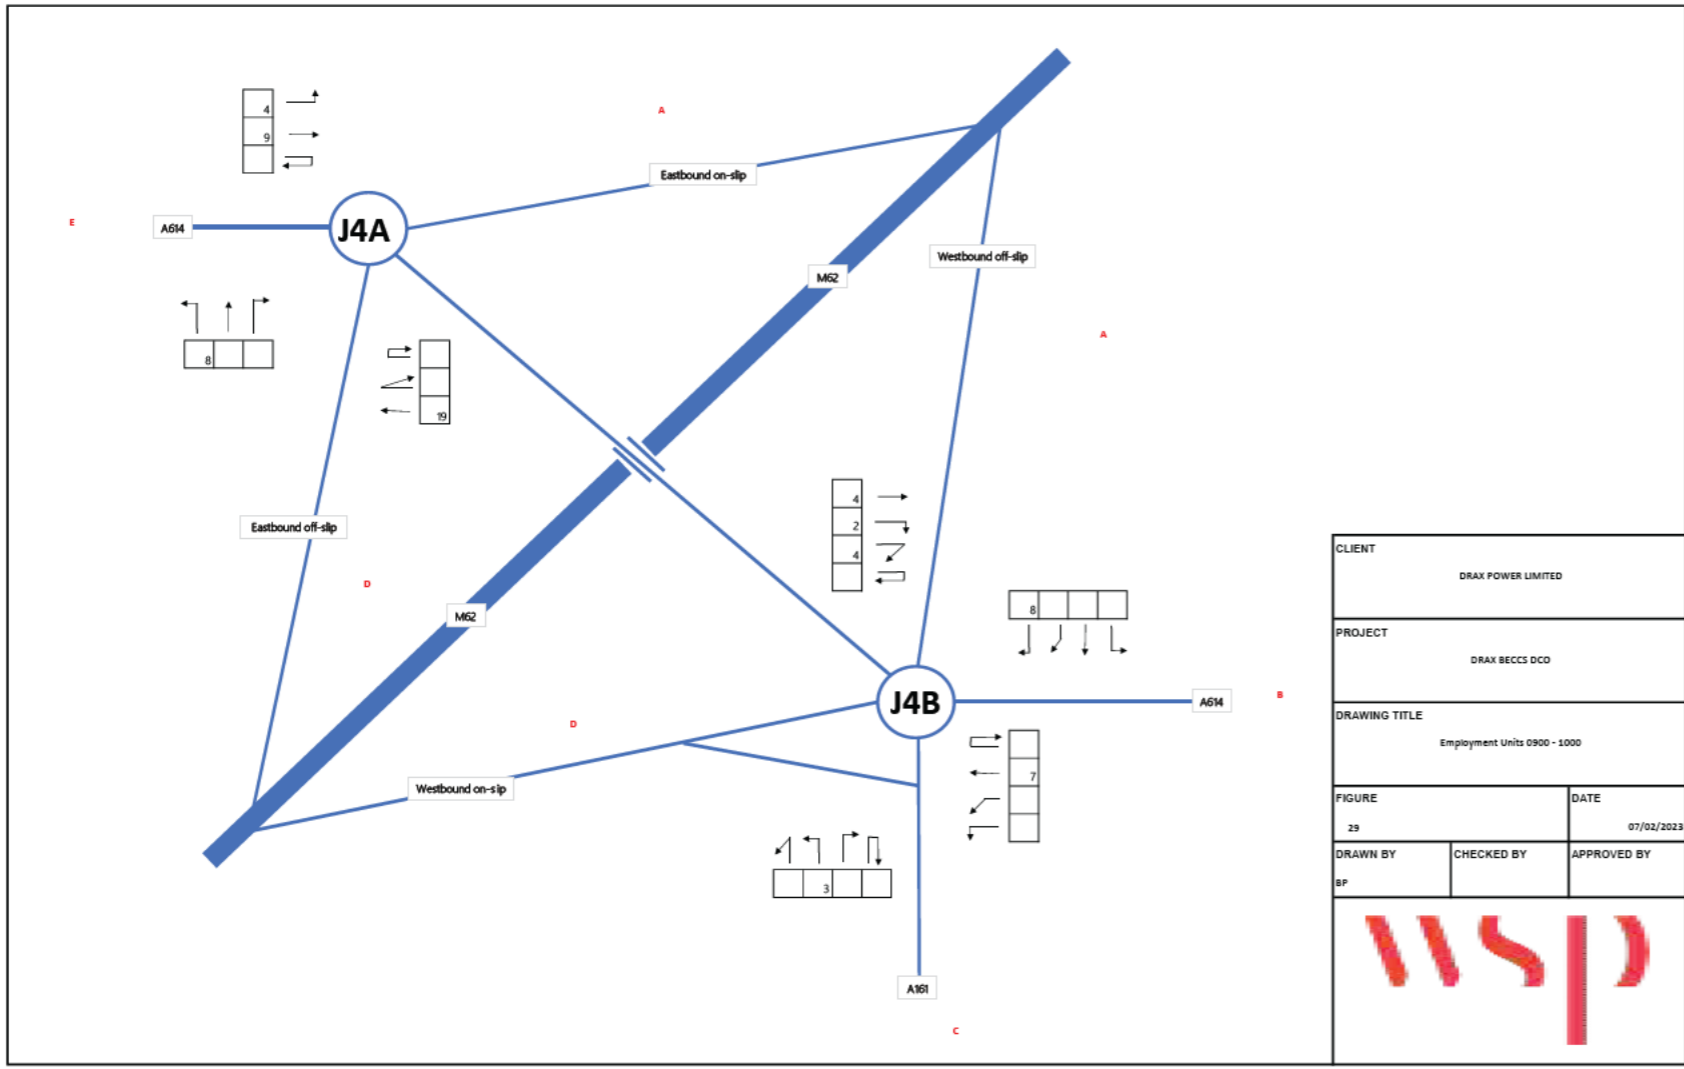 4
A
9
Eastbound on-slip
E
A614
J4A
Westbound off-slip
M62
A
8
19
4
Eastbound off-slip
2
4
CLIENT
DRAX POWER LIMITED
D
8
M62
PROJECT
DRAX BECCS DCO
B
A614
J4B
DRAWING TITLE
D
Employment Units 0900 - 1000
7
Westbound on-slip
FIGURE
DATE
29
07/02/2023
DRAWN BY
CHECKED BY
APPROVED BY
BP
3
wsp
A161
C